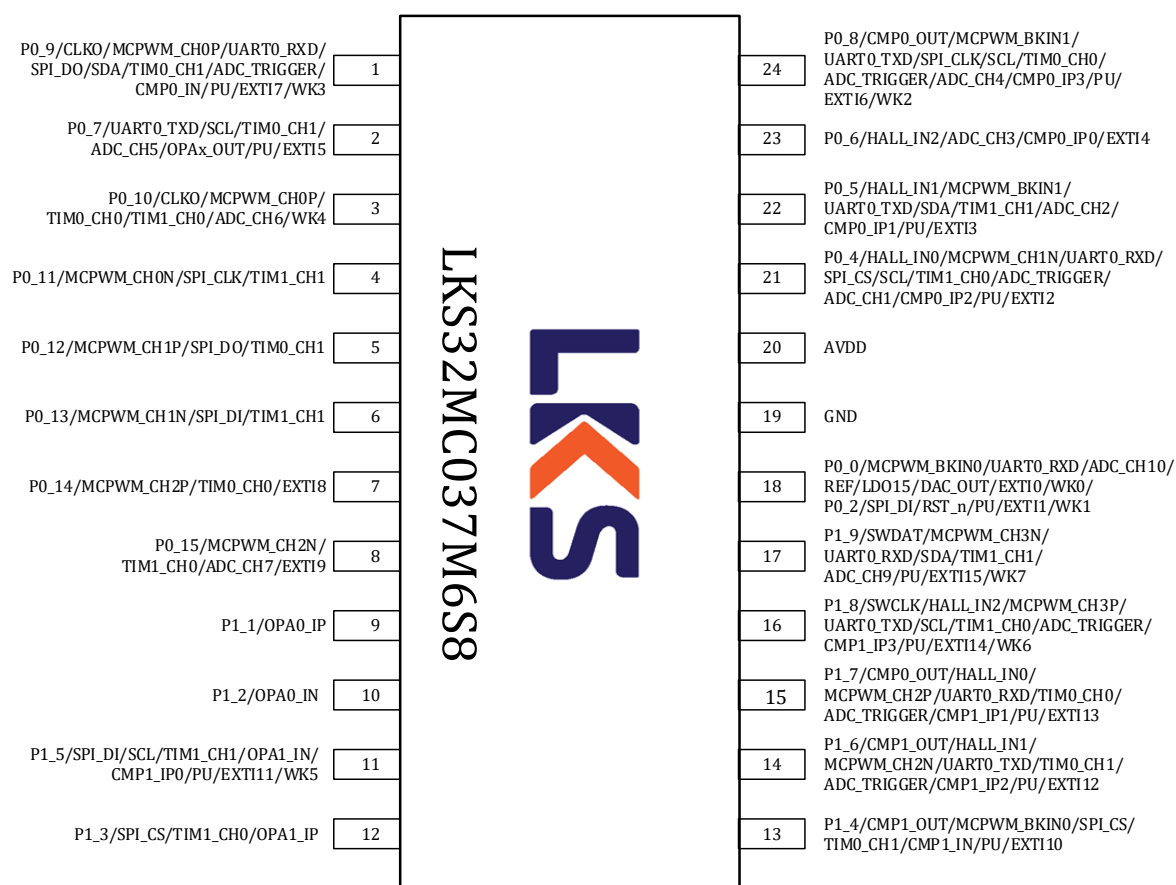 P0_9/CLKO/MCPWM_CH0P/UART0_RXD/
SPI_DO/SDA/TIM0_CH1/ADC_TRIGGER/
CMP0_IN/PU/EXTI7/WK3
1
P0_7/UART0_TXD/SCL/TIM0_CH1/
ADC_CH5/OPAx_OUT/PU/EXTI5
2
P0_10/CLKO/MCPWM_CH0P/
TIM0_CH0/TIM1_CH0/ADC_CH6/WK4
3
P0_11/MCPWM_CH0N/SPI_CLK/TIM1_CH1
4
P0_12/MCPWM_CH1P/SPI_DO/TIM0_CH1
5
P0_13/MCPWM_CH1N/SPI_DI/TIM1_CH1
6
P0_14/MCPWM_CH2P/TIM0_CH0/EXTI8
7
P0_15/MCPWM_CH2N/
TIM1_CH0/ADC_CH7/EXTI9
8
P1_1/OPA0_IP
9
P1_2/OPA0_IN
10
P1_5/SPI_DI/SCL/TIM1_CH1/OPA1_IN/
CMP1_IP0/PU/EXTI11/WK5
11
P1_3/SPI_CS/TIM1_CH0/OPA1_IP
12
LKS32MC037M6S8
LKS
24
P0_8/CMP0_OUT/MCPWM_BKIN1/
UART0_TXD/SPI_CLK/SCL/TIM0_CH0/
ADC_TRIGGER/ADC_CH4/CMP0_IP3/PU/
EXTI6/WK2
23
P0_6/HALL_IN2/ADC_CH3/CMP0_IP0/EXTI4
22
P0_5/HALL_IN1/MCPWM_BKIN1/
UART0_TXD/SDA/TIM1_CH1/ADC_CH2/
CMP0_IP1/PU/EXTI3
21
P0_4/HALL_IN0/MCPWM_CH1N/UART0_RXD/
SPI_CS/SCL/TIM1_CH0/ADC_TRIGGER/
ADC_CH1/CMP0_IP2/PU/EXTI2
20
AVDD
19
GND
18
P0_0/MCPWM_BKIN0/UART0_RXD/ADC_CH10/
REF/LDO15/DAC_OUT/EXTI0/WK0/
P0_2/SPI_DI/RST_n/PU/EXTI1/WK1
17
P1_9/SWDAT/MCPWM_CH3N/
UART0_RXD/SDA/TIM1_CH1/
ADC_CH9/PU/EXTI15/WK7
16
P1_8/SWCLK/HALL_IN2/MCPWM_CH3P/
UART0_TXD/SCL/TIM1_CH0/ADC_TRIGGER/
CMP1_IP3/PU/EXTI14/WK6
15
P1_7/CMP0_OUT/HALL_IN0/
MCPWM_CH2P/UART0_RXD/TIM0_CH0/
ADC_TRIGGER/CMP1_IP1/PU/EXTI13
14
P1_6/CMP1_OUT/HALL_IN1/
MCPWM_CH2N/UART0_TXD/TIM0_CH1/
ADC_TRIGGER/CMP1_IP2/PU/EXTI12
13
P1_4/CMP1_OUT/MCPWM_BKIN0/SPI_CS/
TIM0_CH1/CMP1_IN/PU/EXTI10